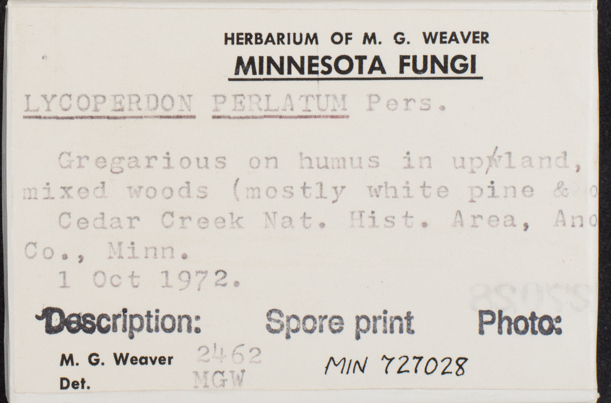 HERBARIUM OF M. G. WEAVER
MINNESOTA FUNGI
LYCOPERDON PERLATUM Pers.
Gregarious on humus in upland,
mixed woods (mostly white pine &
Cedar Creek Nat. Hist. Area,
Co., Minn.
1 Oct 1972.
Description: Spore print Photo:
M. G. Weaver 2462 MIN 727028
Det. MGW